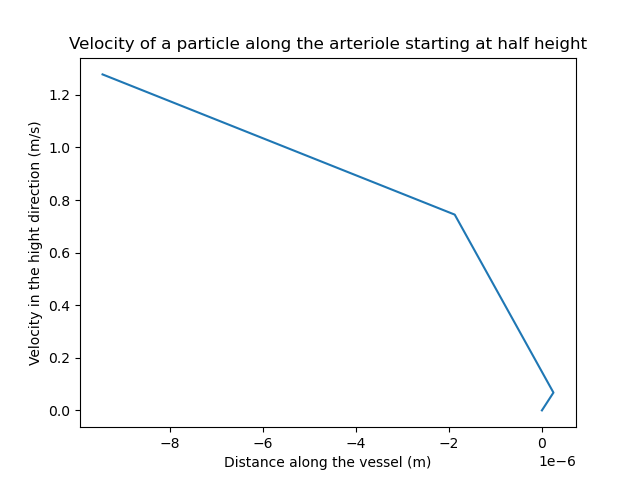 Velocity of a particle along the arteriole starting at half height
Velocity in the hight direction (m/s)
1.2
1.0
0.8
0.6
0.4
0.2
0.0
−8 −6 −4 −2 0
1e−6
Distance along the vessel (m)